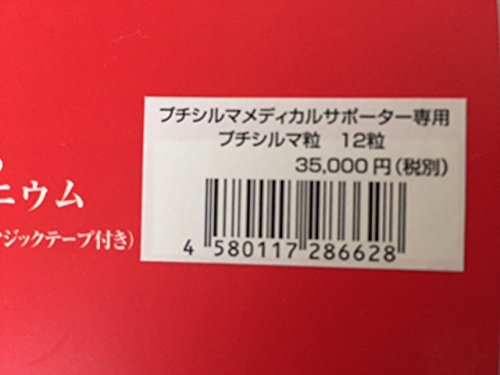 プチシルマメディカルサポーター専用
プチシルマ粒 12粒
35,000円(税別)
4 580117 286628
ニウム
ジックテープ付き)